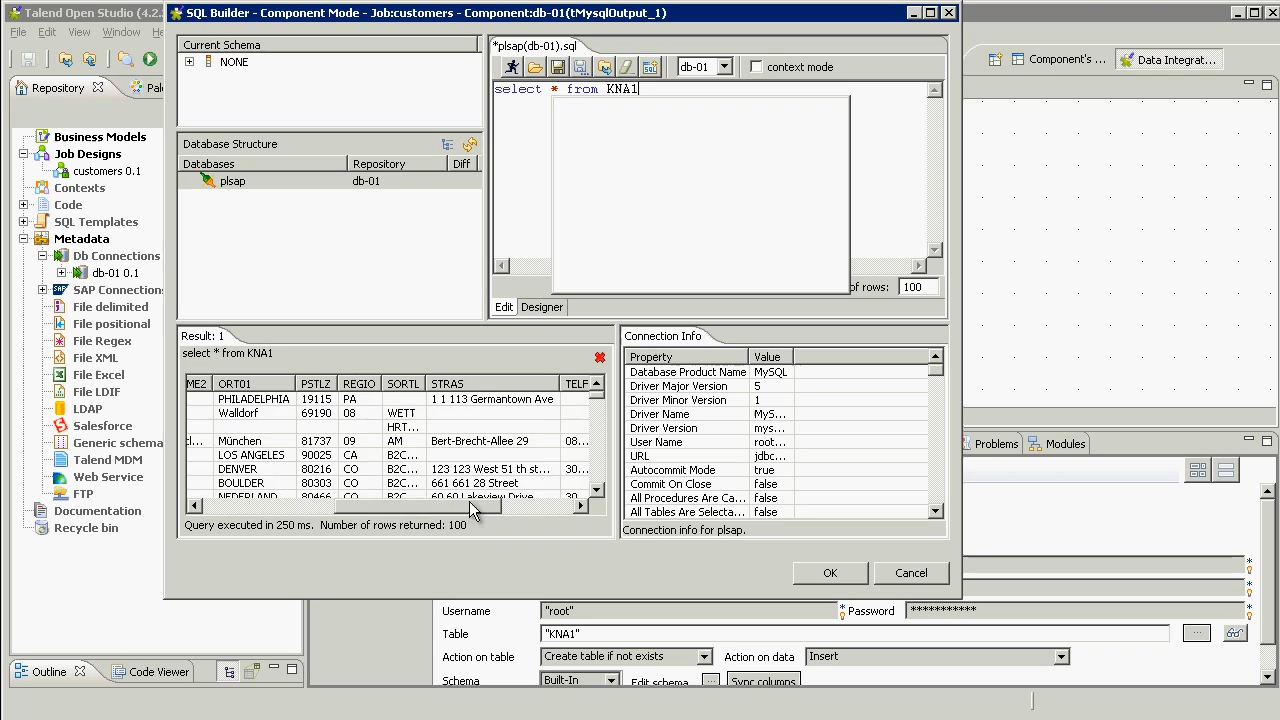 Talend Open Studio (4.2.
SQL Builder - Component Mode - Job:customers - Component:db-01(tMysqlOutput_1)
File Edit View Window
Component's ... Data Integrat...
Repository
Business Models
Job Designs
customers 0.1
Contexts
Code
SQL Templates
Metadata
Db Connections
db-01 0.1
SAP Connections
File delimited
File positional
File Regex
File XML
File Excel
File LDIF
LDAP
Salesforce
Generic schema
Talend MDM
Web Service
FTP
Documentation
Recycle bin
Outline Code Viewer
Current Schema
NONE
Database Structure
Databases Repository Diff
plsap db-01
*plsap(db-01).sql
db-01 context mode
select * from KNA1
of rows: 100
Edit Designer
Result: 1
select * from KNA1
ME2 ORT01 PSTLZ REGIO SORTL STRAS TELF
PHILADELPHIA 19115 PA 1 1 113 Germantown Ave
Walldorf 69190 08 WETT
HRT...
cl... München 81737 09 AM Bert-Brecht-Allee 29 08...
LOS ANGELES 90035 CA B2C...
DENVER 80216 CO B2C... 123 123 West 51 th st... 30...
BOULDER 80303 CO B2C... 661 661 28 Street
NEDERLAND 80466 CO B2C 60 60 Lakeview Drive 30
Query executed in 250 ms. Number of rows returned: 100
Connection Info
Property Value
Database Product Name MySQL
Driver Major Version 5
Driver Minor Version 1
Driver Name MyS...
Driver Version mys...
User Name root...
URL jdbc...
Autocommit Mode true
Commit On Close false
All Procedures Are Ca... false
All Tables Are Selecta... false
Connection info for plsap.
OK Cancel
Problems Modules
Username "root" * Password ***********
Table "KNA1" ...
Action on table Create table if not exists Action on data Insert
Schema Built-In Edit schema ... Sync columns